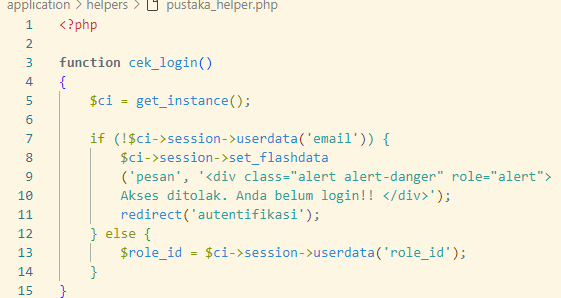 application > helpers > pustaka_helper.php
1 <?php
2
3 function cek_login()
4 {
5 $ci = get_instance();
6
7 if (!$ci->session->userdata('email')) {
8 $ci->session->set_flashdata
9 ('pesan', '<div class="alert alert-danger" role="alert">
10 Akses ditolak. Anda belum login!! </div>');
11 redirect('autentifikasi');
12 } else {
13 $role_id = $ci->session->userdata('role_id');
14 }
15 }